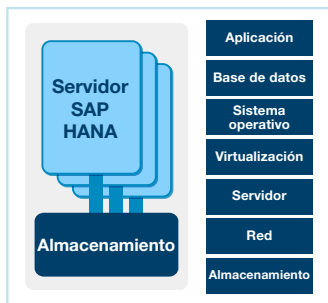 Servidor
SAP
HANA
Almacenamiento
Aplicación
Base de datos
Sistema
operativo
Virtualización
Servidor
Red
Almacenamiento